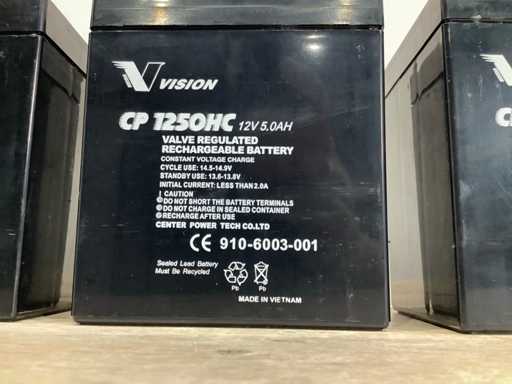 VISION
CP 1250HC 12V 5.0AH
VALVE REGULATED
RECHARGEABLE BATTERY
CONSTANT VOLTAGE CHARGE
CYCLE USE: 14.5-14.9V
STANDBY USE: 13.6-13.8V
INITIAL CURRENT: LESS THAN 2.0A
! CAUTION
DO NOT SHORT THE BATTERY TERMINALS
DO NOT CHARGE IN SEALED CONTAINER
RECHARGE AFTER USE
CENTER POWER TECH CO.LTD
CE 910-6003-001
Sealed Lead Battery
Must Be Recycled
Pb Pb
MADE IN VIETNAM
CP